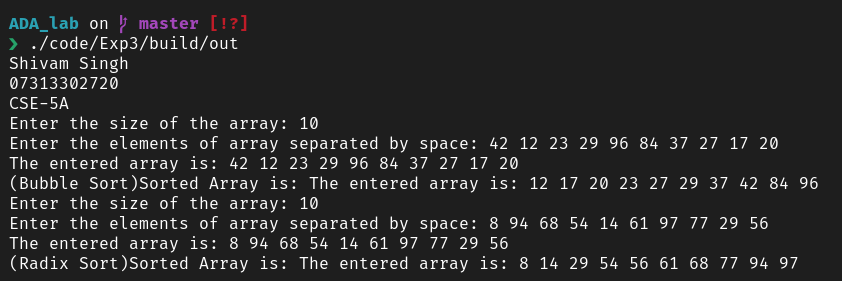 ADA_lab on master [!?]
❯ ./code/Exp3/build/out
Shivam Singh
07313302720
CSE-5A
Enter the size of the array: 10
Enter the elements of array separated by space: 42 12 23 29 96 84 37 27 17 20
The entered array is: 42 12 23 29 96 84 37 27 17 20
(Bubble Sort)Sorted Array is: The entered array is: 12 17 20 23 27 29 37 42 84 96
Enter the size of the array: 10
Enter the elements of array separated by space: 8 94 68 54 14 61 97 77 29 56
The entered array is: 8 94 68 54 14 61 97 77 29 56
(Radix Sort)Sorted Array is: The entered array is: 8 14 29 54 56 61 68 77 94 97